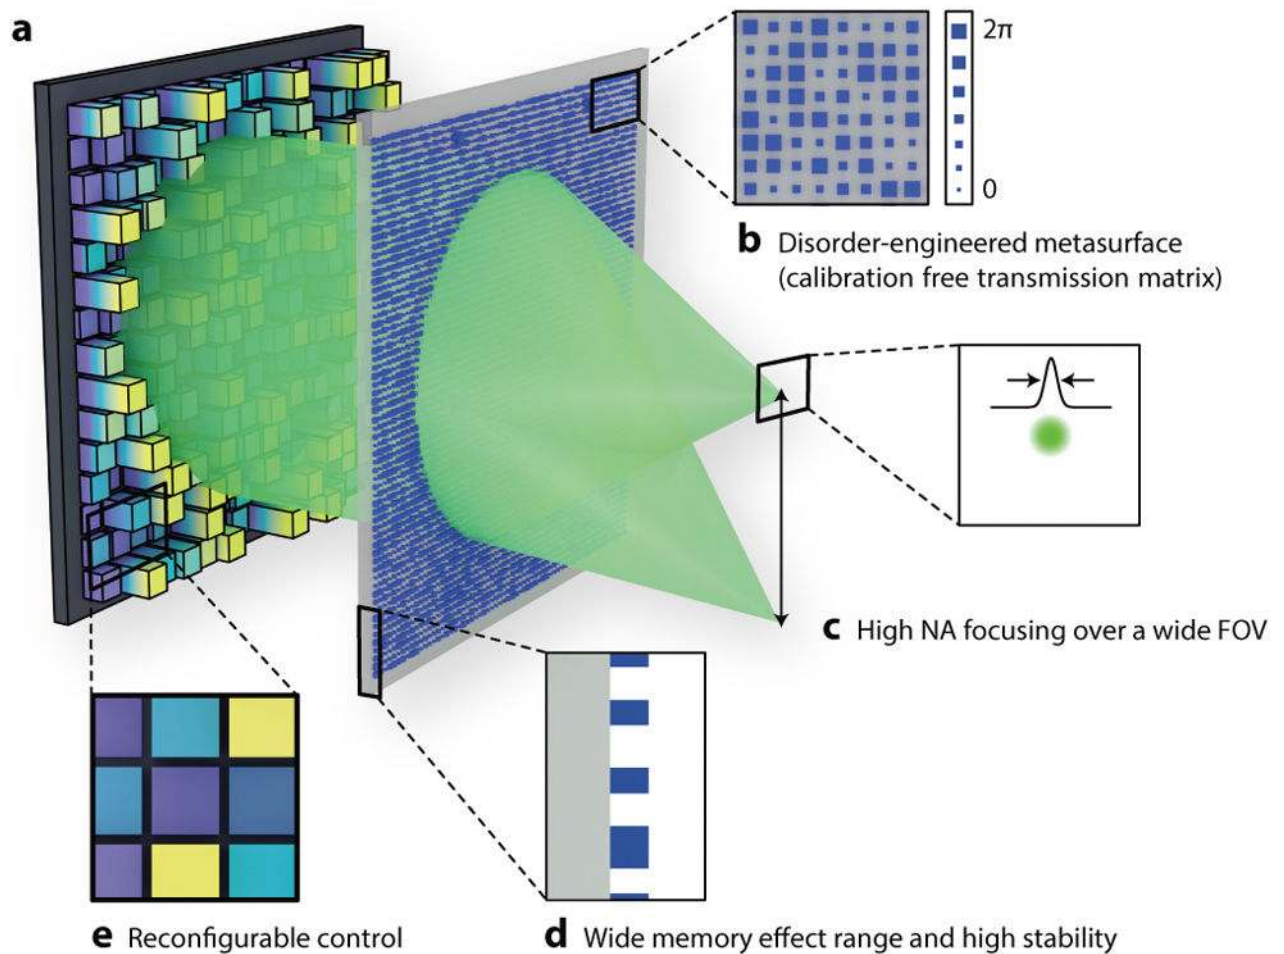 a
2π
0
b Disorder-engineered metasurface
(calibration free transmission matrix)
c High NA focusing over a wide FOV
e Reconfigurable control
d Wide memory effect range and high stability